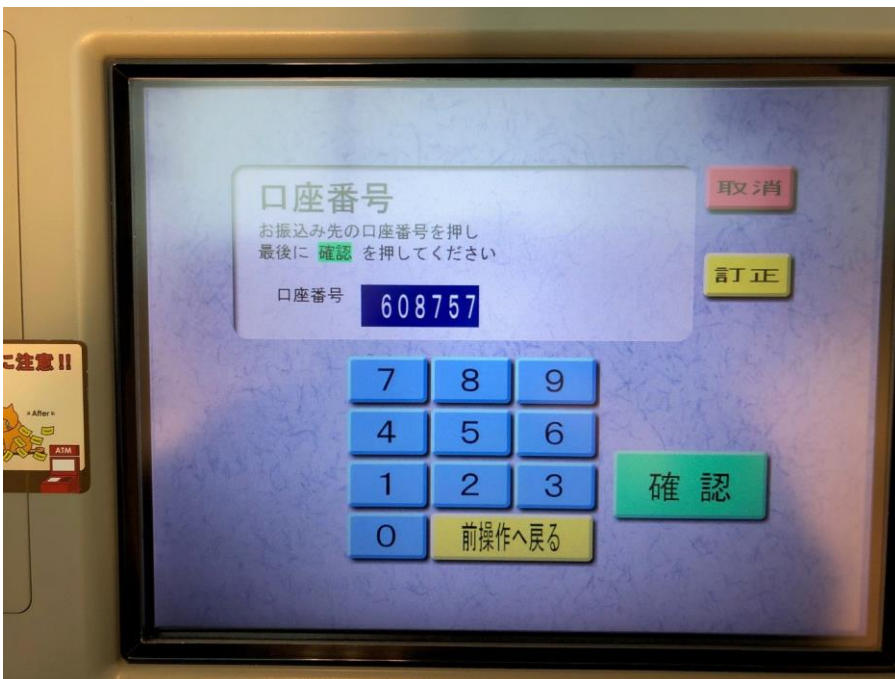 口座番号
お振込み先の口座番号を押し
最後に 確認 を押してください
口座番号 608757
取消
訂正
に注意!!
After
ATM
7 8 9
4 5 6
1 2 3
確 認
0 前操作へ戻る